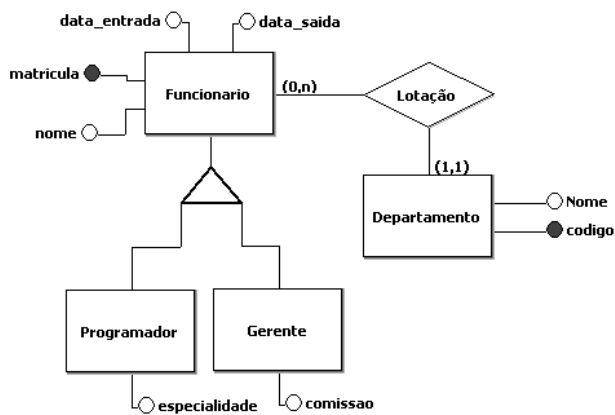 data_entrada
data_saida
matricula
Funcionario
(0,n)
Lotação
nome
(1,1)
Departamento
Nome
codigo
Programador
Gerente
especialidade
comissao